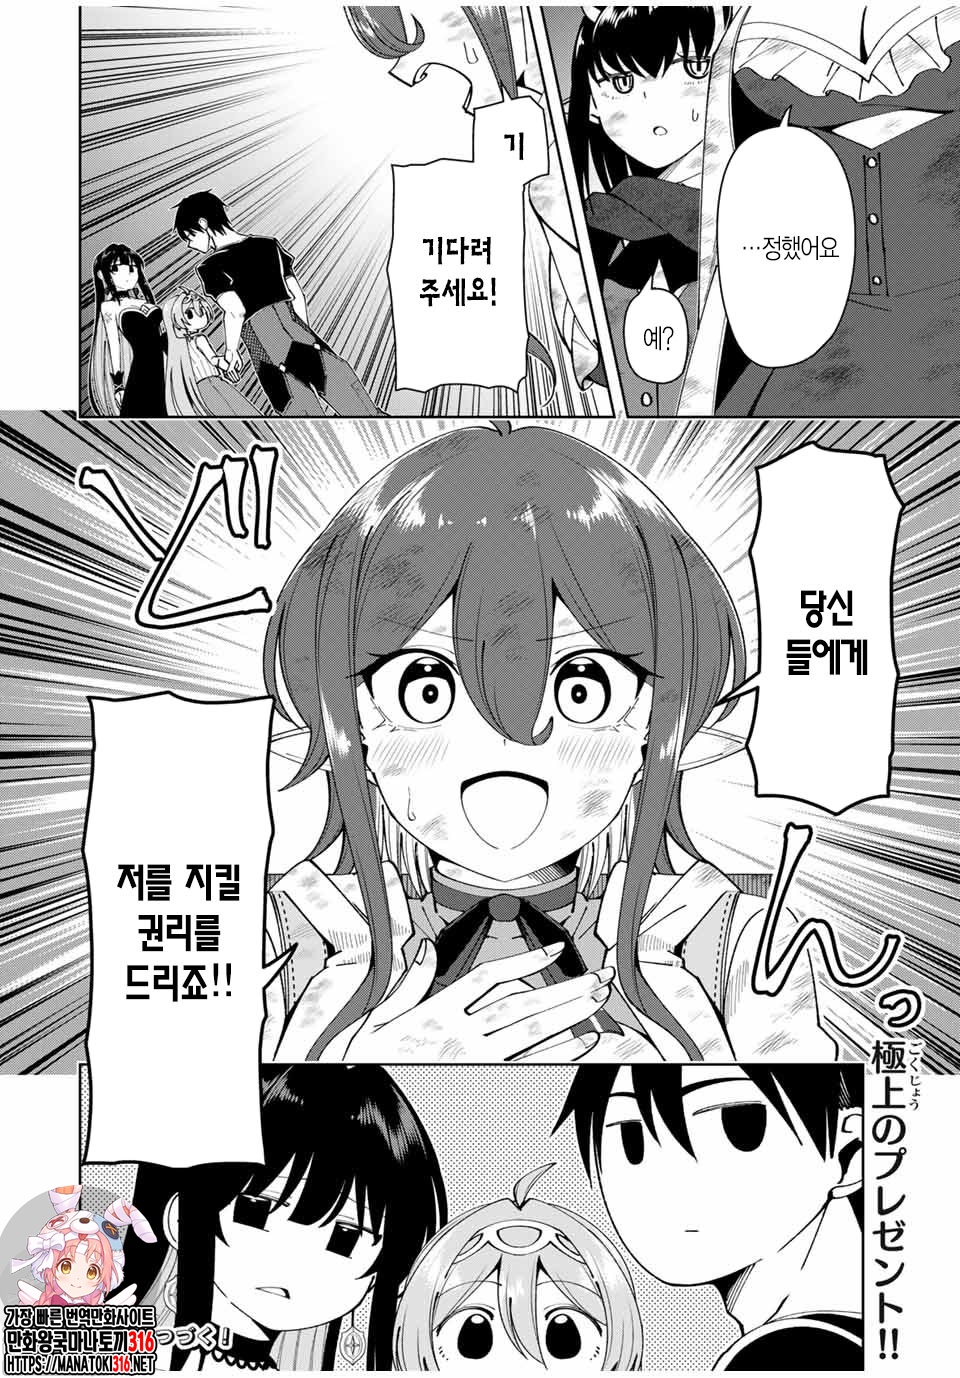 …정했어요
예?
기
기다려
주세요!
ビ
ん
당신
들에게
저를 지킬
권리를
드리죠!!
んっ
極上のプレゼント!!
ごくじょう
つづく!
가장 빠른 번역만화사이트
만화왕국마나토끼316
HTTPS://MANATOKI316.NET